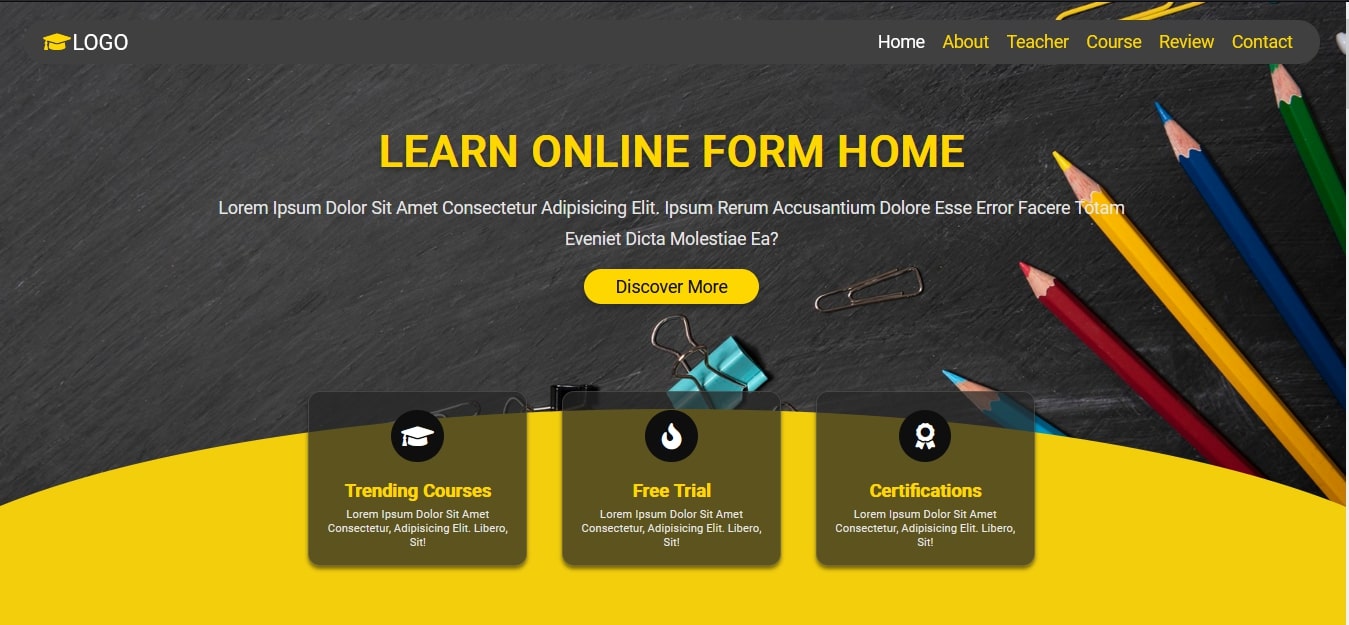 LOGO
Home About Teacher Course Review Contact
LEARN ONLINE FORM HOME
Lorem Ipsum Dolor Sit Amet Consectetur Adipisicing Elit. Ipsum Rerum Accusantium Dolore Esse Error Facere Totam
Eveniet Dicta Molestiae Ea?
Discover More
Trending Courses
Lorem Ipsum Dolor Sit Amet
Consectetur, Adipisicing Elit. Libero,
Sit!
Free Trial
Lorem Ipsum Dolor Sit Amet
Consectetur, Adipisicing Elit. Libero,
Sit!
Certifications
Lorem Ipsum Dolor Sit Amet
Consectetur, Adipisicing Elit. Libero,
Sit!